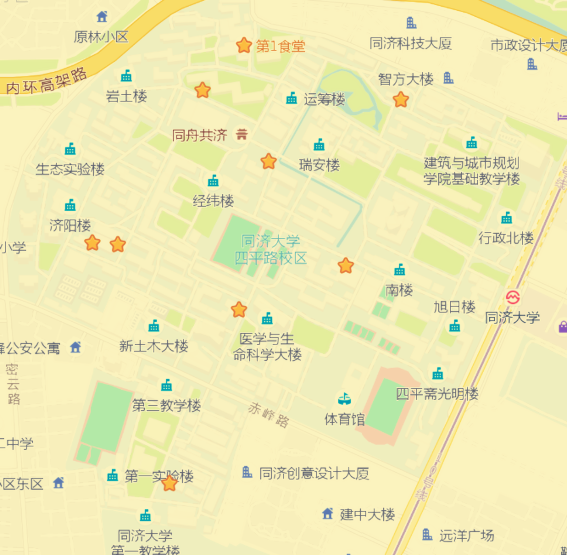 原林小区
第1食堂
同济科技大厦
市政设计大厦
内环高架路
岩土楼
运筹楼
智方大楼
同舟共济
瑞安楼
建筑与城市规划
学院基础教学楼
生态实验楼
经纬楼
济阳楼
行政北楼
小学
同济大学
四平路校区
南楼
旭日楼
同济大学
新土木大楼
医学与生
命科学大楼
公安公寓
密云路
第三教学楼
赤峰路
体育馆
四平斋光明楼
工中学
第一实验楼
小区东区
同济创意设计大厦
建中大楼
同济大学
第一教学楼
远洋广场